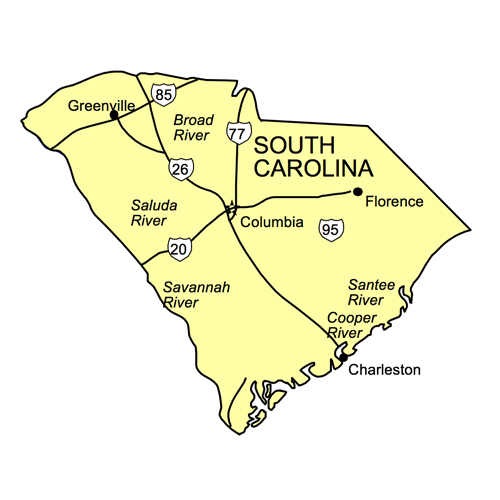 85
Greenville
Broad
River
77
SOUTH
CAROLINA
26
Saluda
River
Florence
Columbia
95
20
Savannah
River
Santee
River
Cooper
River
Charleston